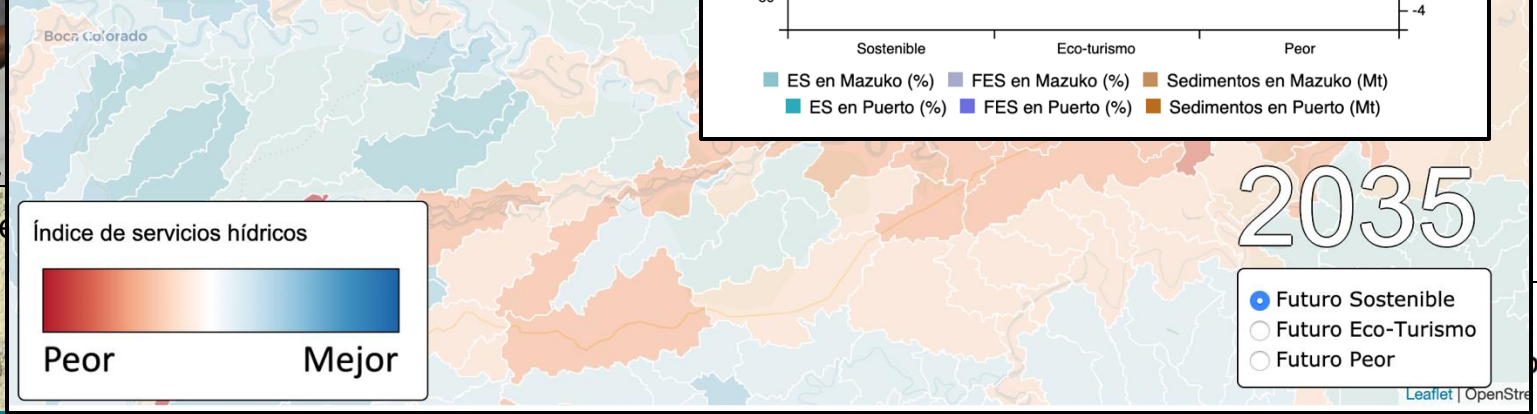 Boca Colorado
-4
Sostenible Eco-turismo Peor
ES en Mazuko (%) FES en Mazuko (%) Sedimentos en Mazuko (Mt)
ES en Puerto (%) FES en Puerto (%) Sedimentos en Puerto (Mt)
2035
Índice de servicios hídricos
Peor Mejor
Futuro Sostenible
Futuro Eco-Turismo
Futuro Peor
Leaflet | OpenStre